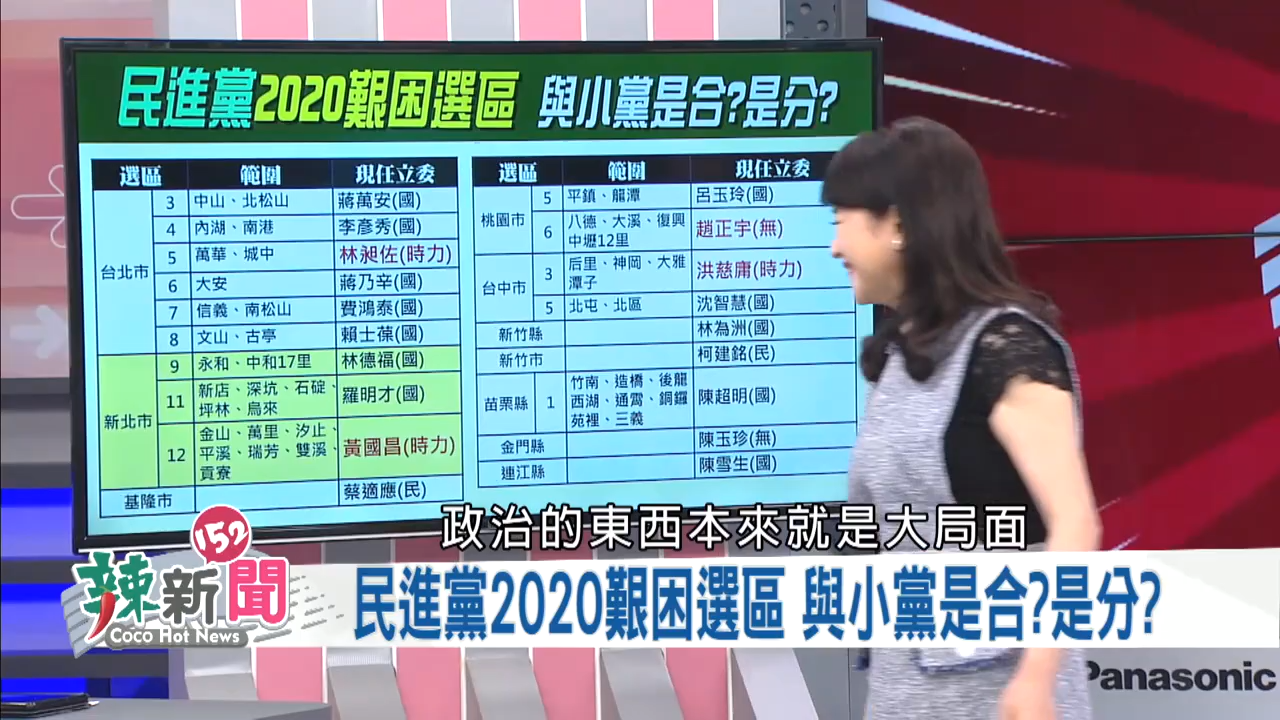 民進黨2020艱困選區 與小黨是合?是分?
選區 範圍 現任立委
台北市
3 中山、北松山 蔣萬安(國)
4 內湖、南港 李彥秀(國)
5 萬華、城中 林昶佐(時力)
6 大安 蔣乃辛(國)
7 信義、南松山 費鴻泰(國)
8 文山、古亭 賴士葆(國)
新北市
9 永和、中和17里 林德福(國)
11 新店、深坑、石碇、
坪林、烏來
羅明才(國)
12 金山、萬里、汐止、
平溪、瑞芳、雙溪、
貢寮
黃國昌(時力)
基隆市 蔡適應(民)
選區 範圍 現任立委
桃園市
5 平鎮、龍潭 呂玉玲(國)
6 八德、大溪、復興
中壢12里
趙正宇(無)
台中市
3 后里、神岡、大雅
潭子
洪慈庸(時力)
5 北屯、北區 沈智慧(國)
新竹縣 林為洲(國)
新竹市 柯建銘(民)
苗栗縣 1 竹南、造橋、後龍
西湖、通霄、銅鑼
苑裡、三義
陳超明(國)
金門縣 陳玉珍(無)
連江縣 陳雪生(國)
政治的東西本來就是大局面
152
辣新聞
Coco Hot News
民進黨2020艱困選區 與小黨是合?是分?
Panasonic